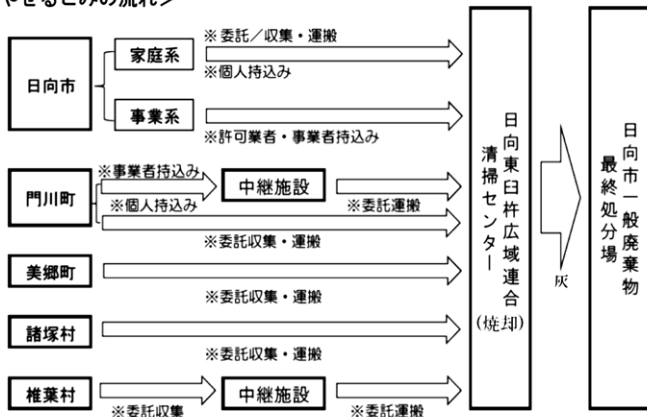 やせるごみの流れ＞
日向市
家庭系
※委託／収集・運搬
※個人持込み
事業系
※許可業者・事業者持込み
門川町
※事業者持込み
※個人持込み
中継施設
※委託運搬
※委託収集・運搬
美郷町
※委託収集・運搬
諸塚村
※委託収集・運搬
椎葉村
※委託収集
中継施設
※委託運搬
日向東臼杵広域連合
清掃センター
(焼却)
灰
日向市一般廃棄物
最終処分場